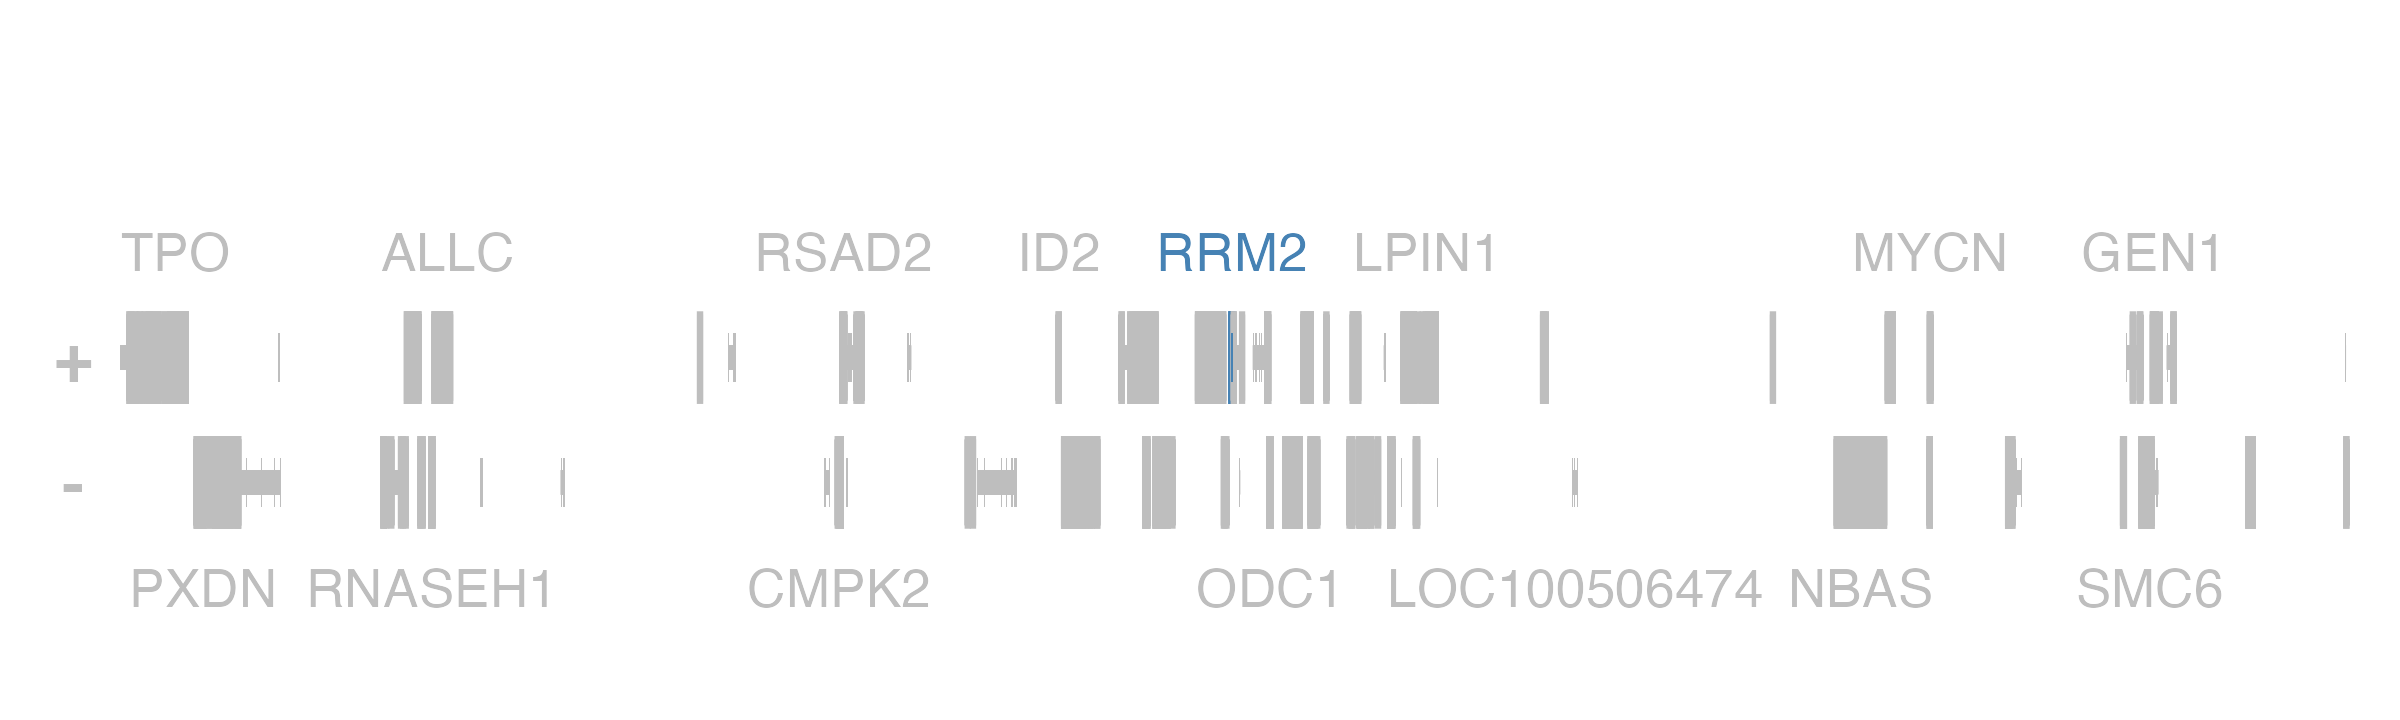 TPO ALLC RSAD2 ID2 RRM2 LPIN1 MYCN GEN1
+
-
PXDN RNASEH1 CMPK2 ODC1 LOC100506474 NBAS SMC6